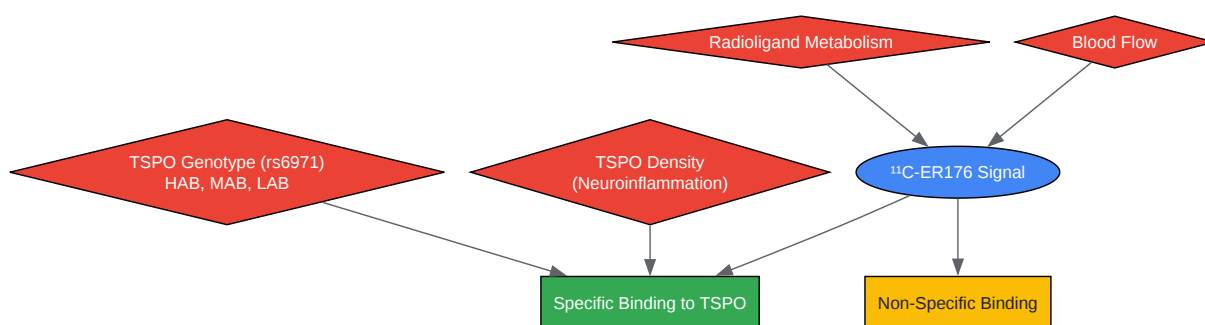 Radioligand Metabolism
Blood Flow
TSPO Genotype (rs6971)
HAB, MAB, LAB
TSPO Density
(Neuroinflammation)
¹¹C-ER176 Signal
Specific Binding to TSPO
Non-Specific Binding